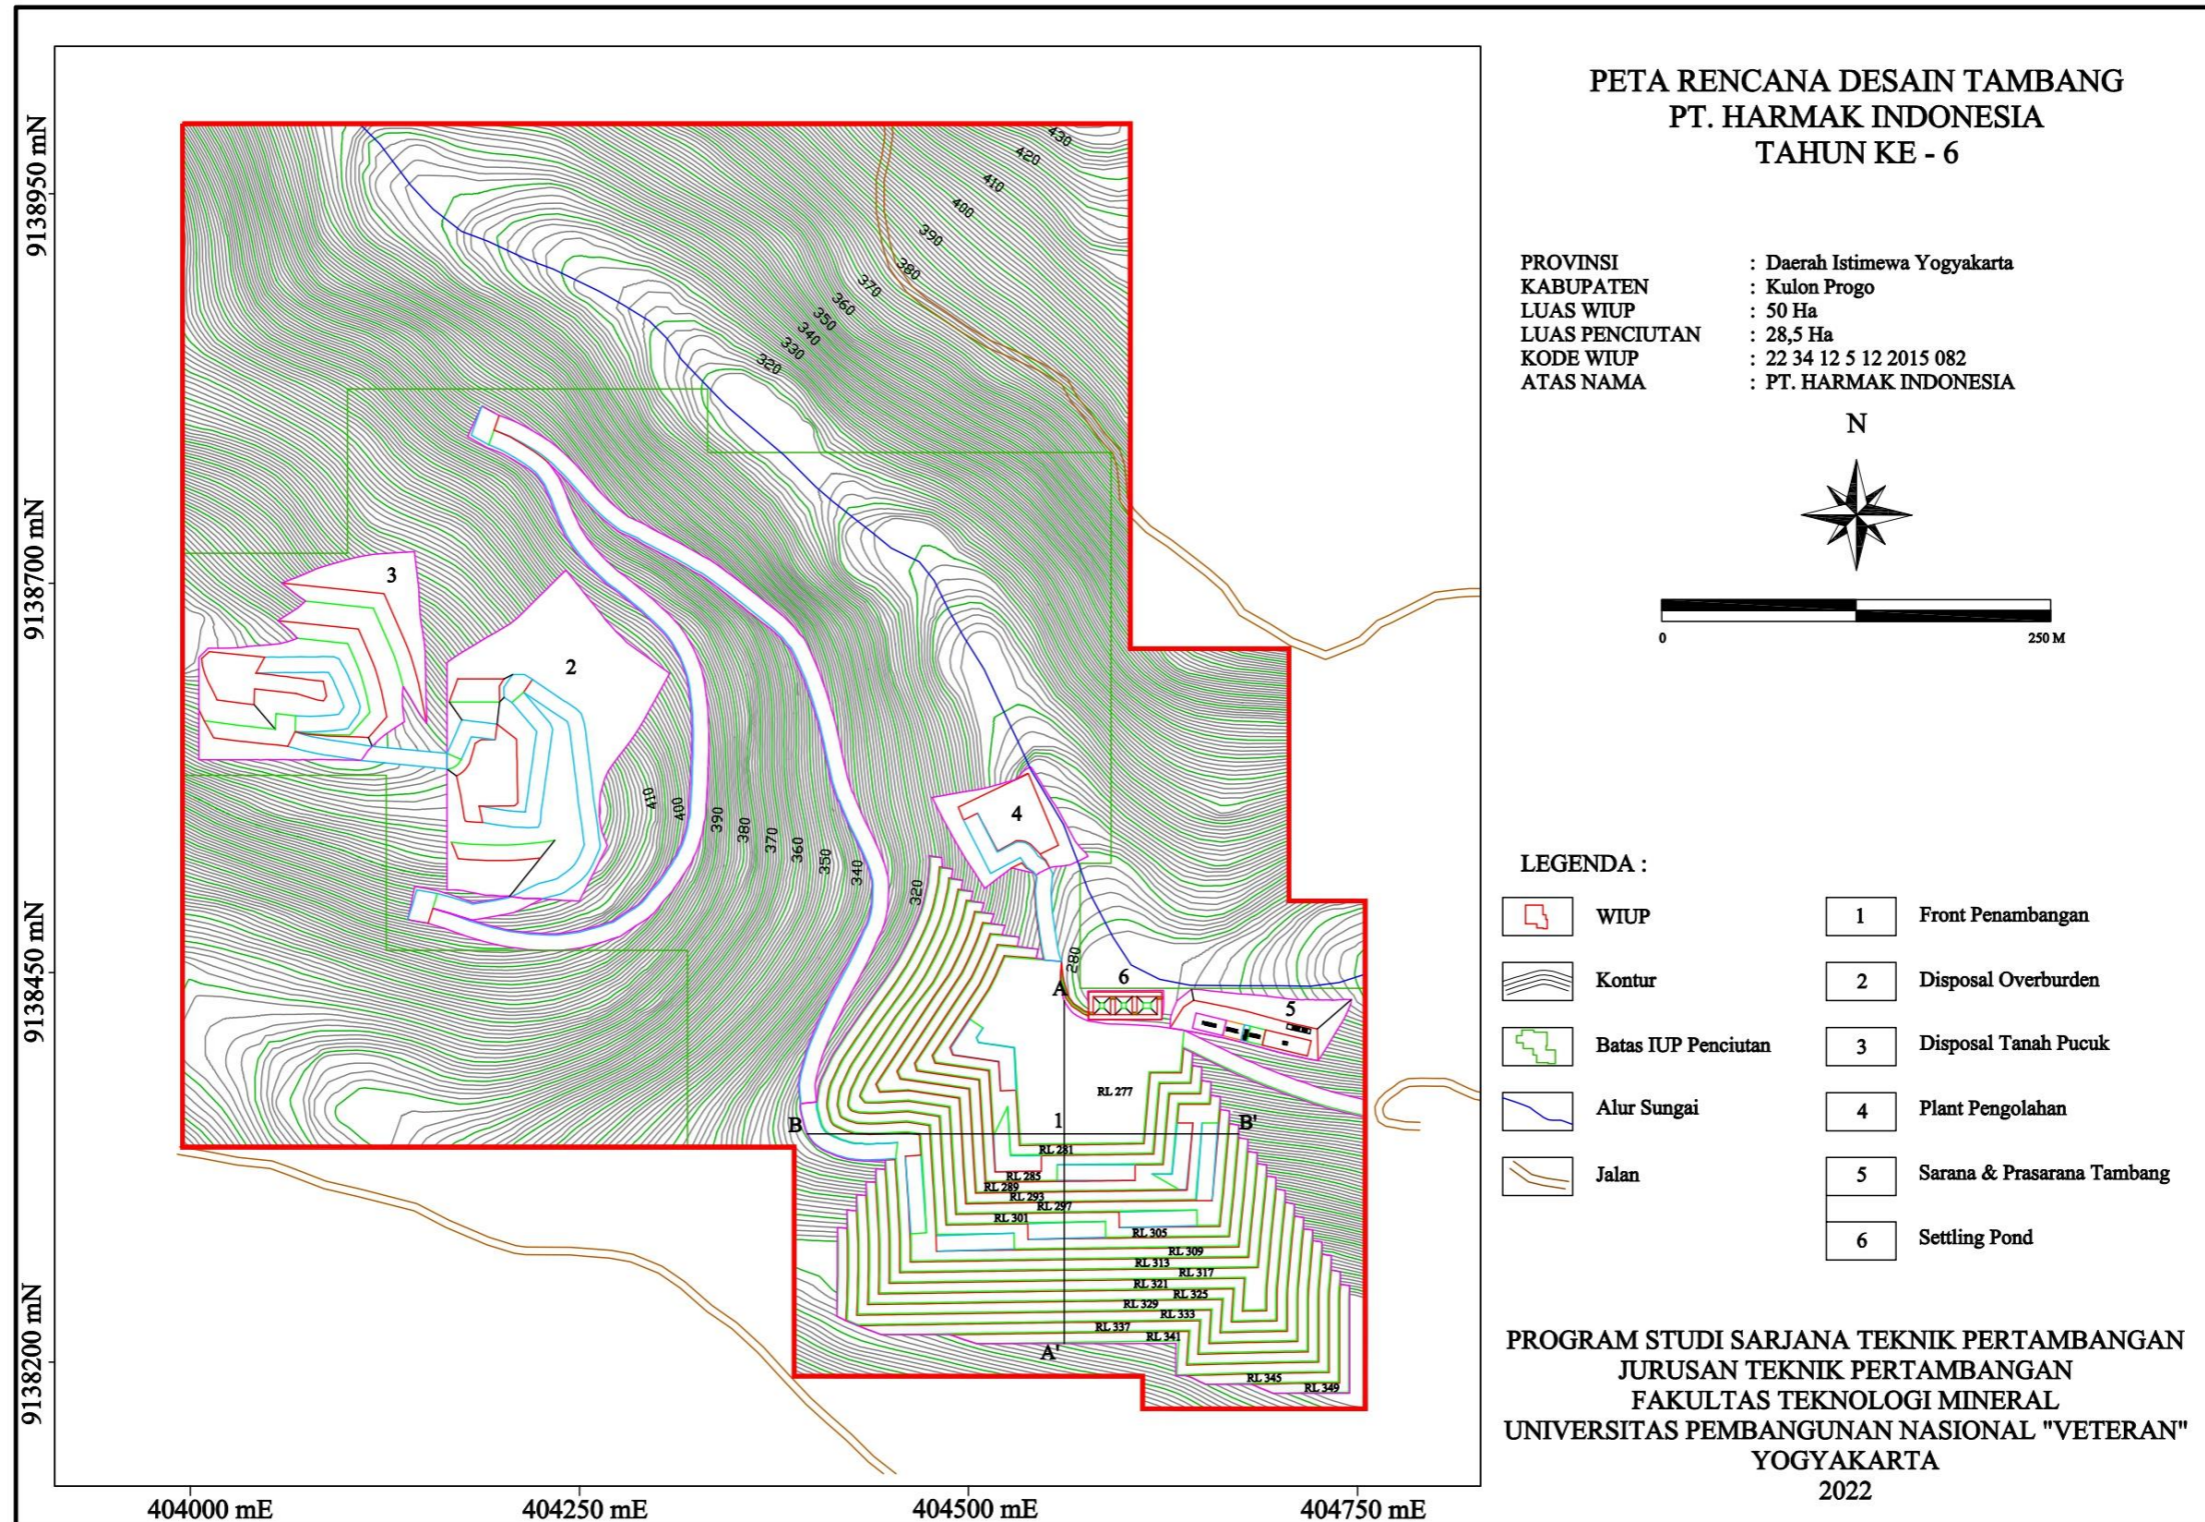 PETA RENCANA DESAIN TAMBANG
PT. HARMAK INDONESIA
TAHUN KE - 6
PROVINSI : Daerah Istimewa Yogyakarta
KABUPATEN : Kulon Progo
LUAS WIUP : 50 Ha
LUAS PENCIUTAN : 28,5 Ha
KODE WIUP : 22 34 12 5 12 2015 082
ATAS NAMA : PT. HARMAK INDONESIA
N
0 250 M
LEGENDA :
WIUP
Kontur
Batas IUP Penciutan
Alur Sungai
Jalan
1 Front Penambangan
2 Disposal Overburden
3 Disposal Tanah Pucuk
4 Plant Pengolahan
5 Sarana & Prasarana Tambang
6 Settling Pond
PROGRAM STUDI SARJANA TEKNIK PERTAMBANGAN
JURUSAN TEKNIK PERTAMBANGAN
FAKULTAS TEKNOLOGI MINERAL
UNIVERSITAS PEMBANGUNAN NASIONAL "VETERAN"
YOGYAKARTA
2022
9138950 mN
9138700 mN
9138450 mN
9138200 mN
404000 mE
404250 mE
404500 mE
404750 mE
430
420
410
400
390
380
370
360
350
340
330
320
3
2
4
410
400
390
380
370
360
350
340
320
280
6
5
A
B
1
B'
A'
RL 277
RL 281
RL 285
RL 289
RL 293
RL 297
RL 301
RL 305
RL 309
RL 313
RL 317
RL 321
RL 325
RL 329
RL 333
RL 337
RL 341
RL 345
RL 349